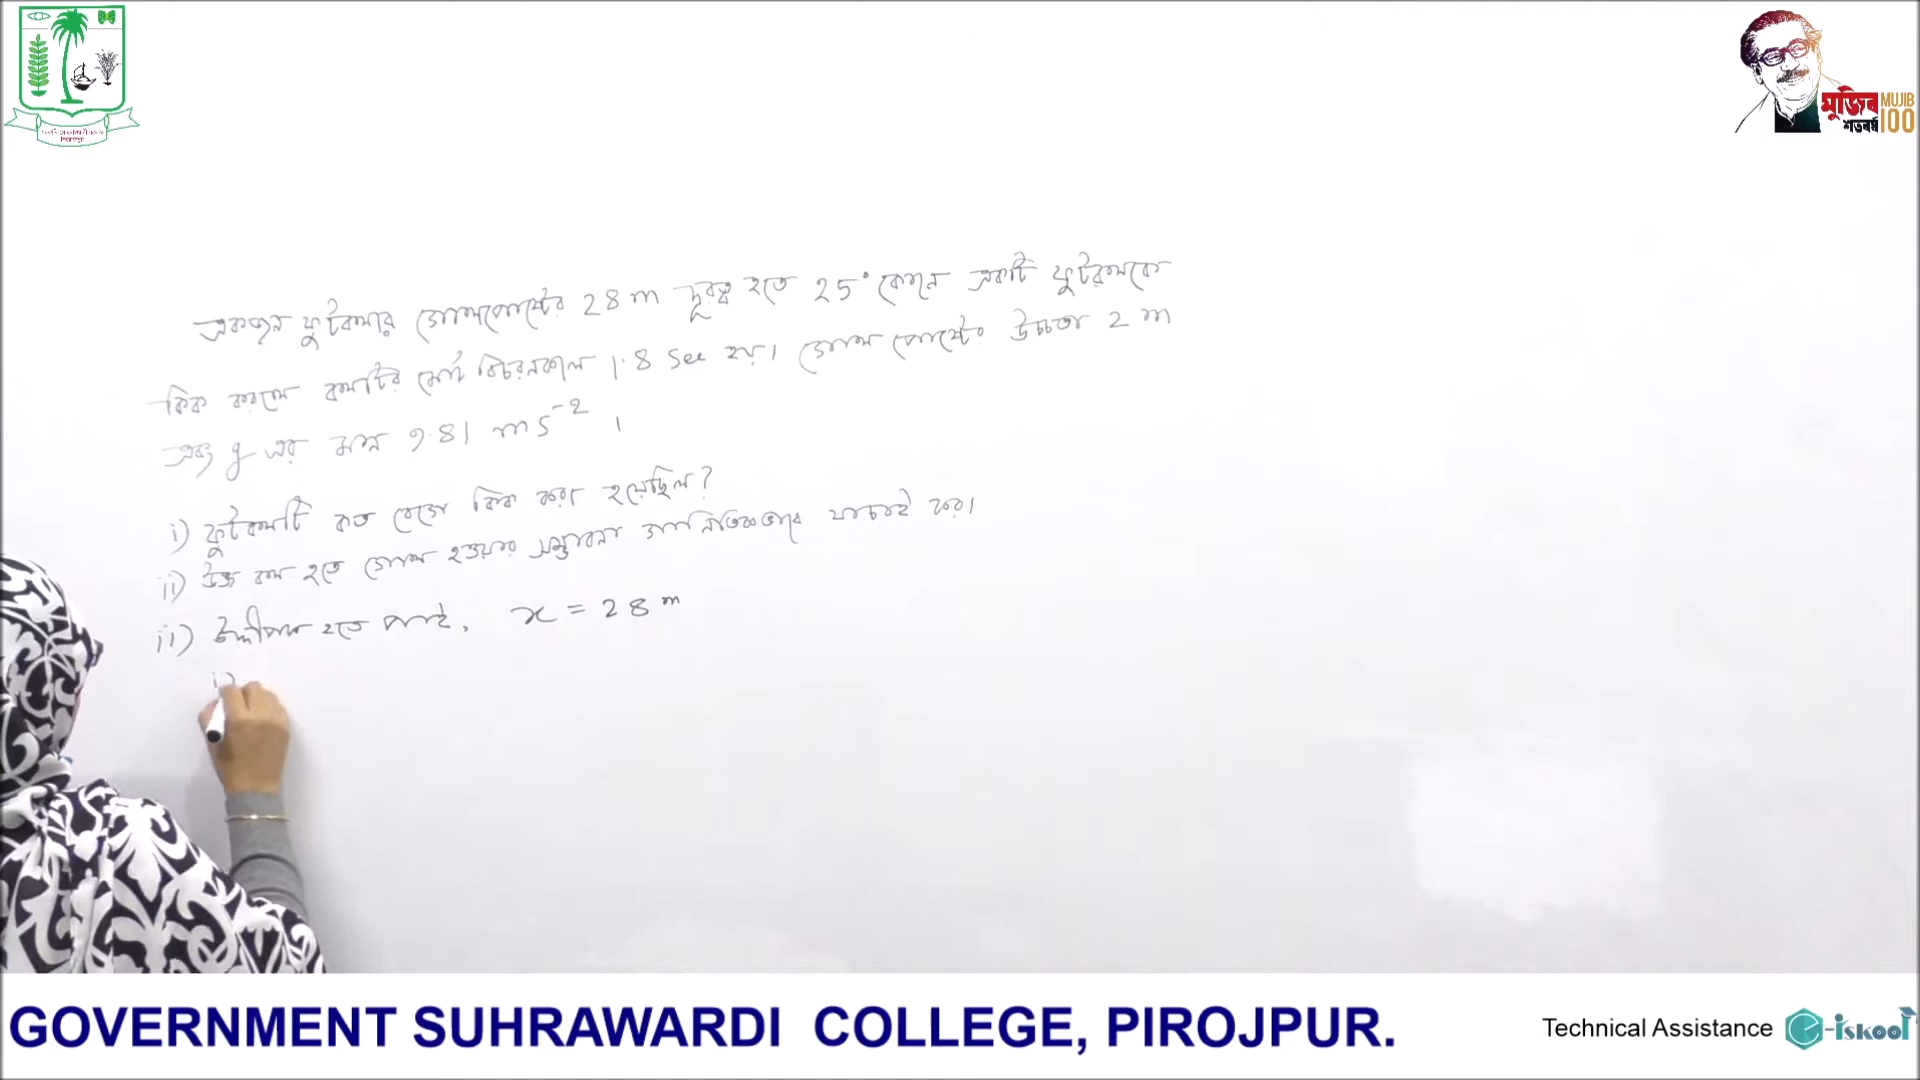 একজন ফুটবলার গোলপোস্টের 28 m দূরত্ব হতে 25° কোনে একটি ফুটবলকে
কিক করলে বলটির মোট বিচরনকাল 1.8 Sec হয়। গোল পোস্টের উচ্চতা 2 m
এবং g এর মান 9.81 mS⁻² ।
i) ফুটবলটি কত বেগে কিক করা হয়েছিল?
ii) উক্ত বল হতে গোল হওয়ার সম্ভাবনা গানিতিকভাবে যাচাই কর।
ii) উদ্দীপক হতে পাই, x = 28 m
মুজিব
শতবর্ষ
MUJIB
100
GOVERNMENT SUHRAWARDI COLLEGE, PIROJPUR.
Technical Assistance e-iskool